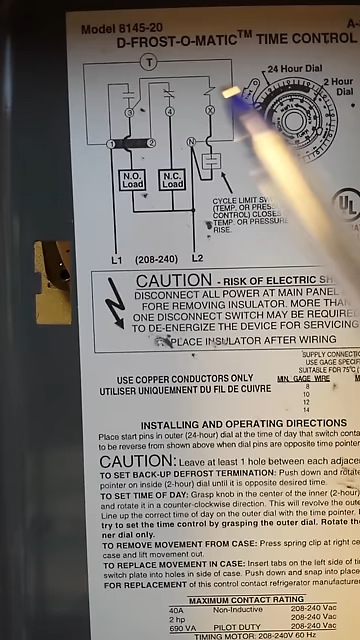 Model 8145-20
D-FROST-O-MATIC™ TIME CONTROL
T
24 Hour Dial
2 Hour
Dial
3
4
X
1
2
N
N.O.
Load
N.C.
Load
CYCLE LIMIT
(TEMP. OR
CONTROL) CLOSES
TEMP. OR PRESSURE
RISE.
UL
L1 (208-240) L2
CAUTION - RISK OF ELECTRIC
DISCONNECT ALL POWER AT MAIN PANEL
FORE REMOVING INSULATOR. MORE THAN
ONE DISCONNECT SWITCH MAY BE REQUIRE
TO DE-ENERGIZE THE DEVICE FOR SERVICING
PLACE INSULATOR AFTER WIRING
SUPPLY
USE GAGE
SUITABLE FOR 75°C
USE COPPER CONDUCTORS ONLY
UTILISER UNIQUEMENT DU FIL DE CUIVRE
MIN. GAGE WIRE
8
10
12
14
INSTALLING AND OPERATING DIRECTIONS
Place start pins in outer (24-hour) dial at the time of day that switch
to be reverse from shown above when dial pins are opposite time pointer
CAUTION: Leave at least 1 hole between each
TO SET BACK-UP DEFROST TERMINATION: Push down and rotate
pointer on inside (2-hour) dial until it is opposite desired time.
TO SET TIME OF DAY: Grasp knob in the center of the inner (2-hour)
and rotate it in a counter-clockwise direction. This will revolve the
Line up the correct time of day on the outer dial with the time pointer.
try to set the time control by grasping the outer dial. Rotate the
ner dial only.
TO REMOVE MOVEMENT FROM CASE: Press spring clip at right
case and lift movement out.
TO REPLACE MOVEMENT IN CASE: Insert tabs on the left side of
switch plate into holes in side of case. Push down and snap into place
FOR REPLACEMENT of this control contact refrigerator
MAXIMUM CONTACT RATING
40A Non-Inductive 208-240 Vac
2 hp 208-240 Vac
690 VA PILOT DUTY 208-240 Vac
TIMING MOTOR: 208-240V 60 Hz